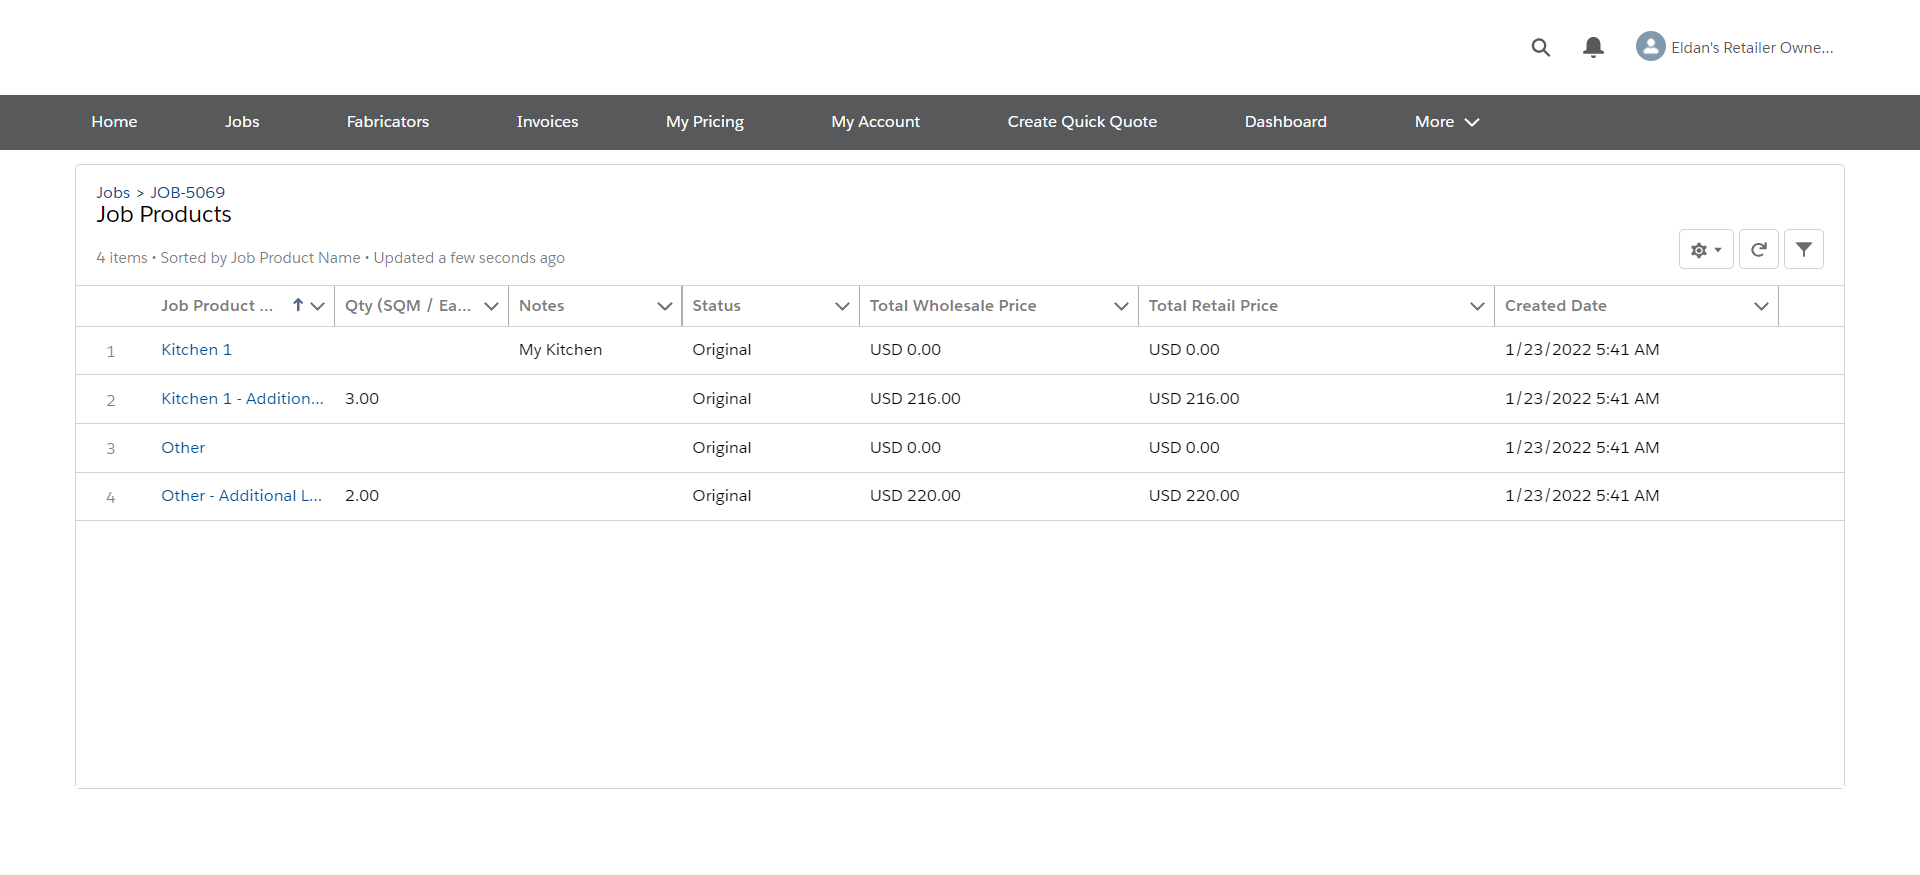 Eldan's Retailer Owne...
Home Jobs Fabricators Invoices My Pricing My Account Create Quick Quote Dashboard More
Jobs > JOB-5069
Job Products
4 items • Sorted by Job Product Name • Updated a few seconds ago
Job Product ... Qty (SQM / Ea... Notes Status Total Wholesale Price Total Retail Price Created Date
1 Kitchen 1 My Kitchen Original USD 0.00 USD 0.00 1/23/2022 5:41 AM
2 Kitchen 1 - Addition... 3.00 Original USD 216.00 USD 216.00 1/23/2022 5:41 AM
3 Other Original USD 0.00 USD 0.00 1/23/2022 5:41 AM
4 Other - Additional L... 2.00 Original USD 220.00 USD 220.00 1/23/2022 5:41 AM